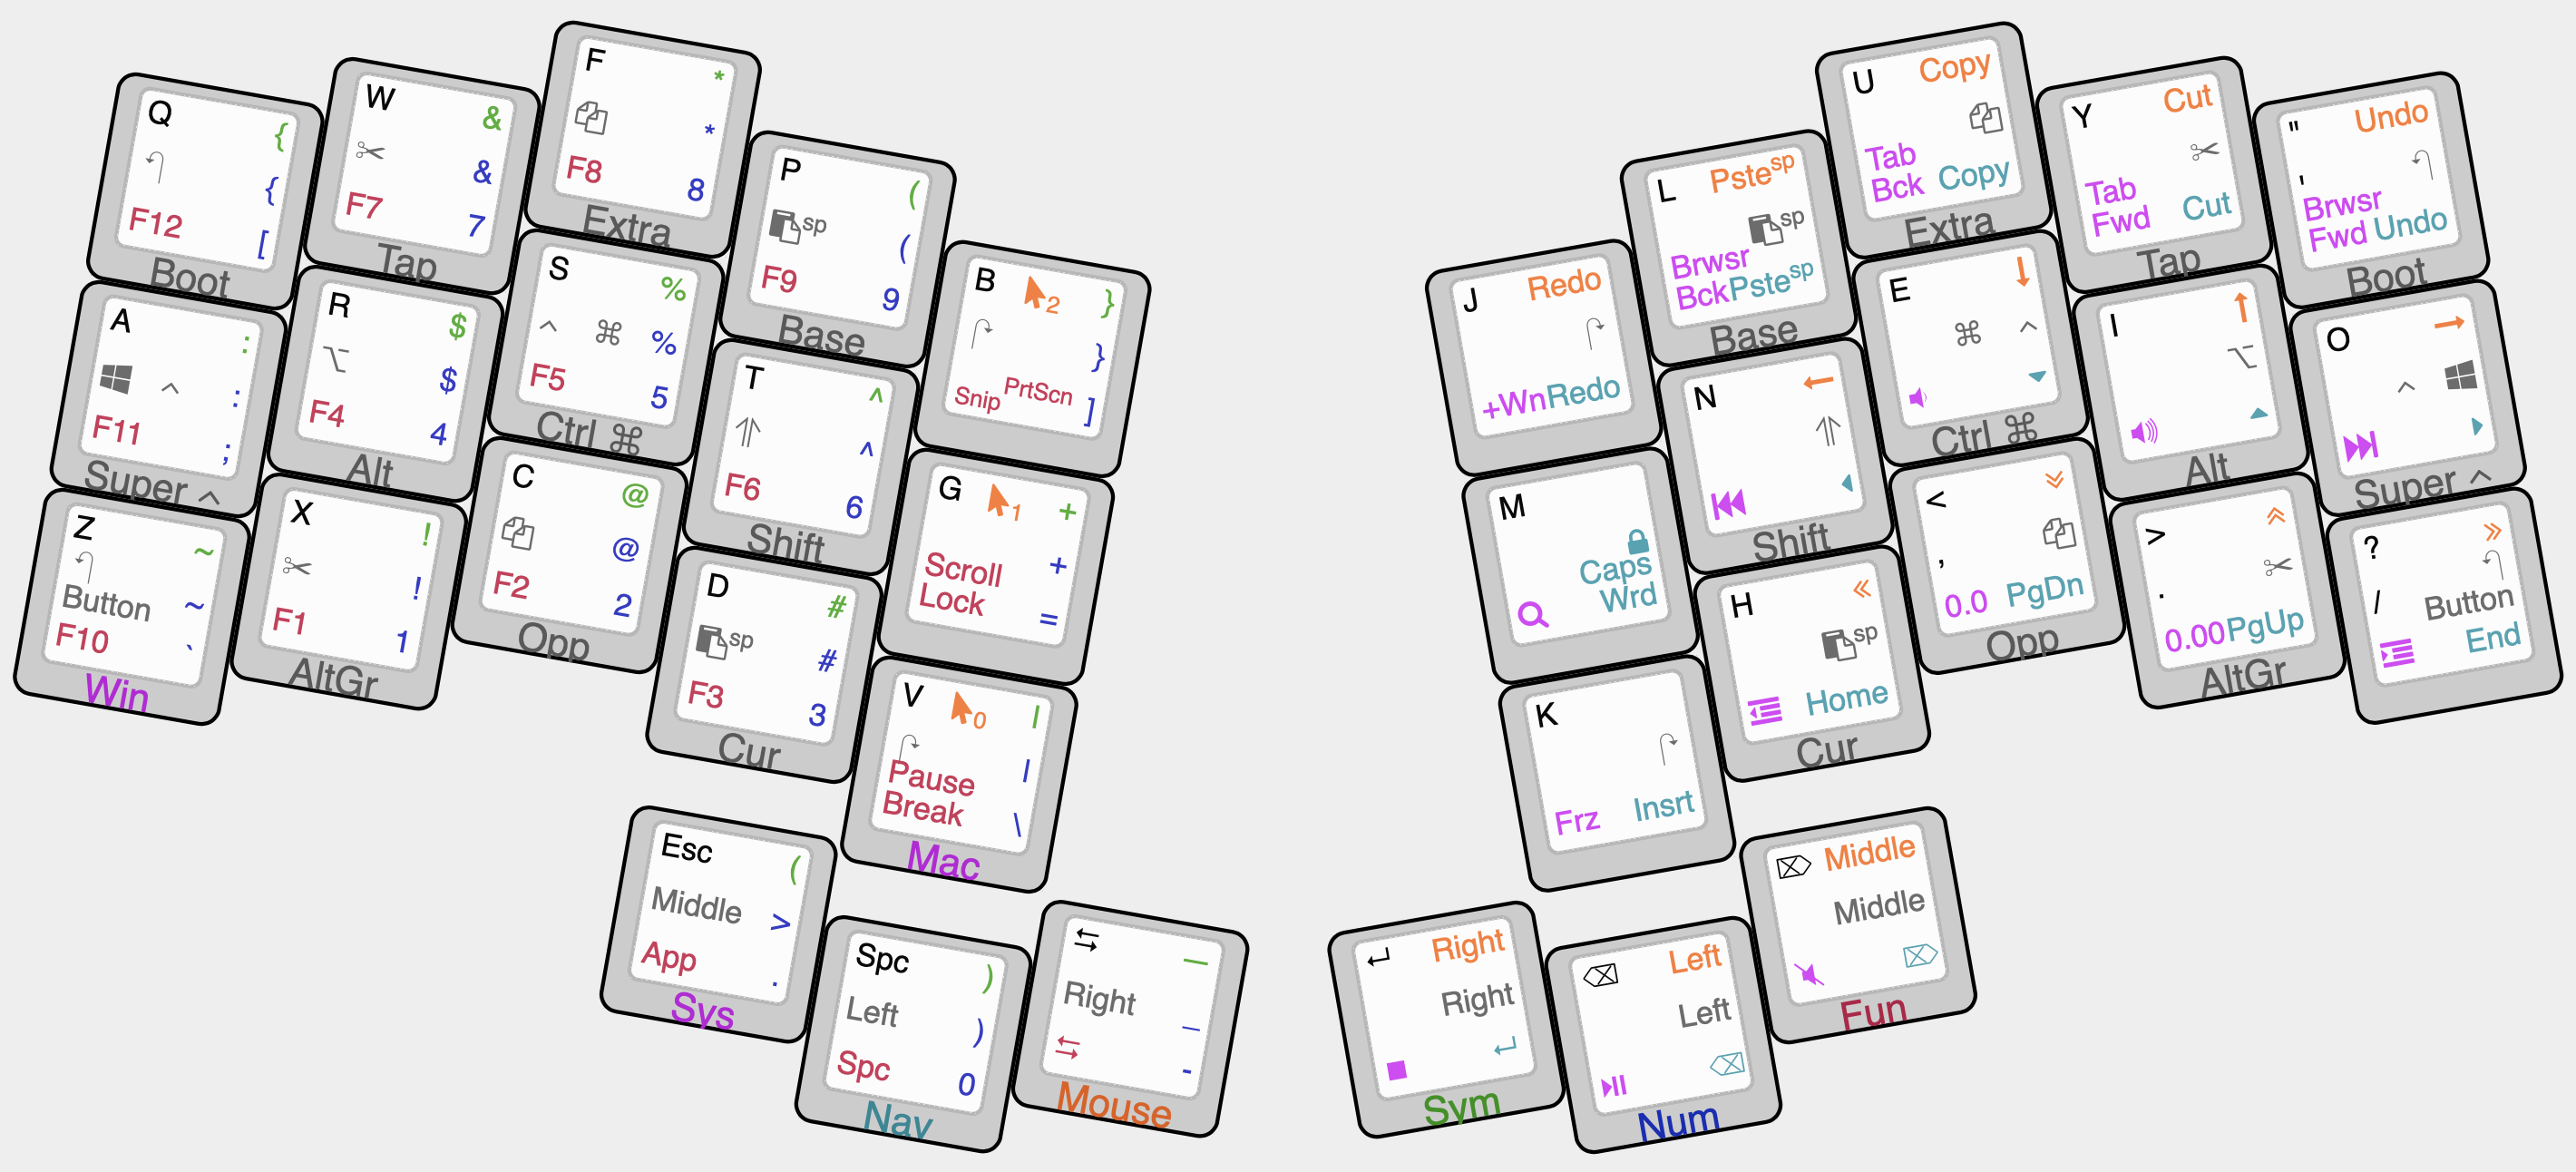 Q {
{
F12 [
Boot
W &
&
F7 7
Tap
F *
*
F8 8
Extra
P (
sp (
F9 9
Base
B 2 }
}
Snip PrtScn ]
A :
:
F11 ;
Super ^
R $
$
F4 4
Alt
S %
^ ⌘ %
F5 5
Ctrl ⌘
T ^
^
F6 6
Shift
G 1 +
Scroll +
Lock =
Z ~
Button ~
F10 `
Win
X !
!
F1 1
AltGr
C @
@
F2 2
Opp
D #
sp #
F3 3
Cur
V 0 |
Pause |
Break \
Mac
Esc (
Middle >
App .
Sys
Spc )
Left )
Spc 0
Nav
Right _
-
Mouse
J Redo
+Wn Redo
L Pste sp
sp
Brwsr
Bck Pste sp
Base
U Copy
Tab
Bck Copy
Extra
Y Cut
Tab
Fwd Cut
Tap
" Undo
'
Brwsr
Fwd Undo
Boot
M
Caps
Wrd
N
Shift
E
⌘ ^
Ctrl ⌘
I
Alt
O
^
Super ^
K
Frz Insrt
H
sp
Home
Cur
<
,
0.0 PgDn
Opp
>
.
0.00 PgUp
AltGr
?
/ Button
End
Right
Right
Sym
Left
Left
Num
Middle
Middle
Fun